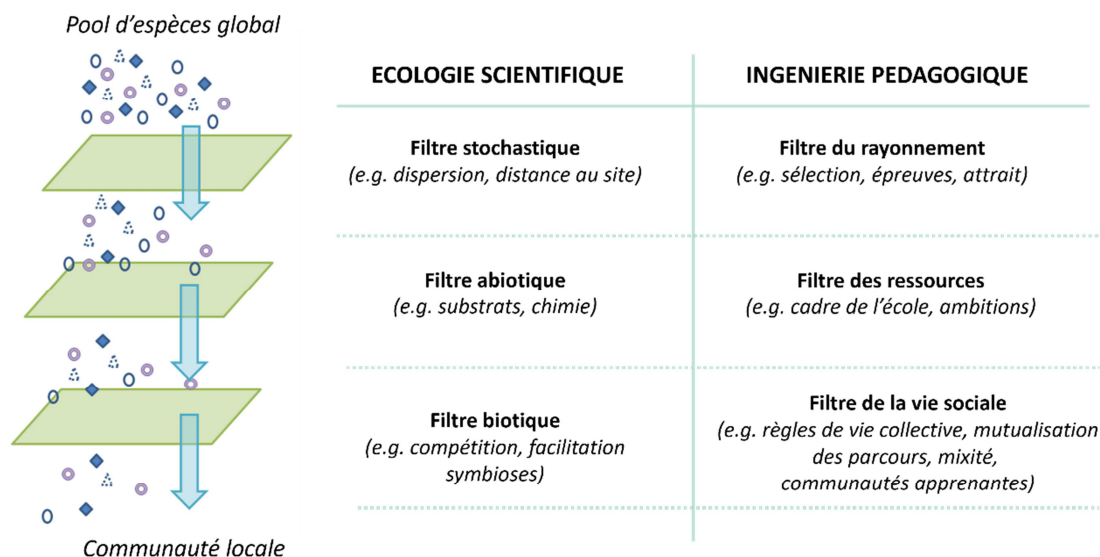 Pool d'espèces global
ECOLOGIE SCIENTIFIQUE
INGENIERIE PEDAGOGIQUE
Filtre stochastique
(e.g. dispersion, distance au site)
Filtre du rayonnement
(e.g. sélection, épreuves, attrait)
Filtre abiotique
(e.g. substrats, chimie)
Filtre des ressources
(e.g. cadre de l'école, ambitions)
Filtre biotique
(e.g. compétition, facilitation
symbioses)
Filtre de la vie sociale
(e.g. règles de vie collective, mutualisation
des parcours, mixité,
communautés apprenantes)
Communauté locale